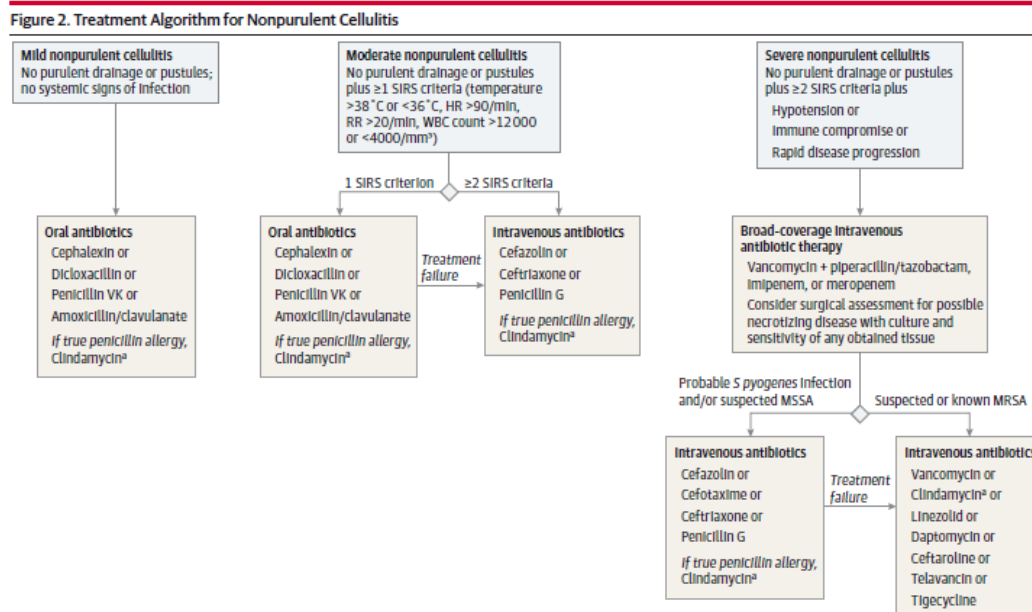 Figure 2. Treatment Algorithm for Nonpurulent Cellulitis
Mild nonpurulent cellulitis
No purulent drainage or pustules;
no systemic signs of infection
Moderate nonpurulent cellulitis
No purulent drainage or pustules
plus ≥1 SIRS criteria (temperature
>38˚C or <36˚C, HR >90/min,
RR >20/min, WBC count >12 000
or <4000/mm³)
Severe nonpurulent cellulitis
No purulent drainage or pustules
plus ≥2 SIRS criteria plus
Hypotension or
Immune compromise or
Rapid disease progression
1 SIRS criterion
≥2 SIRS criteria
Oral antibiotics
Cephalexin or
Dicloxacillin or
Penicillin VK or
Amoxicillin/clavulanate
If true penicillin allergy,
Clindamycinª
Oral antibiotics
Cephalexin or
Dicloxacillin or
Penicillin VK or
Amoxicillin/clavulanate
If true penicillin allergy,
Clindamycinª
Treatment
failure
Intravenous antibiotics
Cefazolin or
Ceftriaxone or
Penicillin G
If true penicillin allergy,
Clindamycinª
Broad-coverage intravenous
antibiotic therapy
Vancomycin + piperacillin/tazobactam,
imipenem, or meropenem
Consider surgical assessment for possible
necrotizing disease with culture and
sensitivity of any obtained tissue
Probable S pyogenes infection
and/or suspected MSSA
Suspected or known MRSA
Intravenous antibiotics
Cefazolin or
Cefotaxime or
Ceftriaxone or
Penicillin G
If true penicillin allergy,
Clindamycinª
Treatment
failure
Intravenous antibiotics
Vancomycin or
Clindamycinª or
Linezolid or
Daptomycin or
Ceftaroline or
Telavancin or
Tigecycline